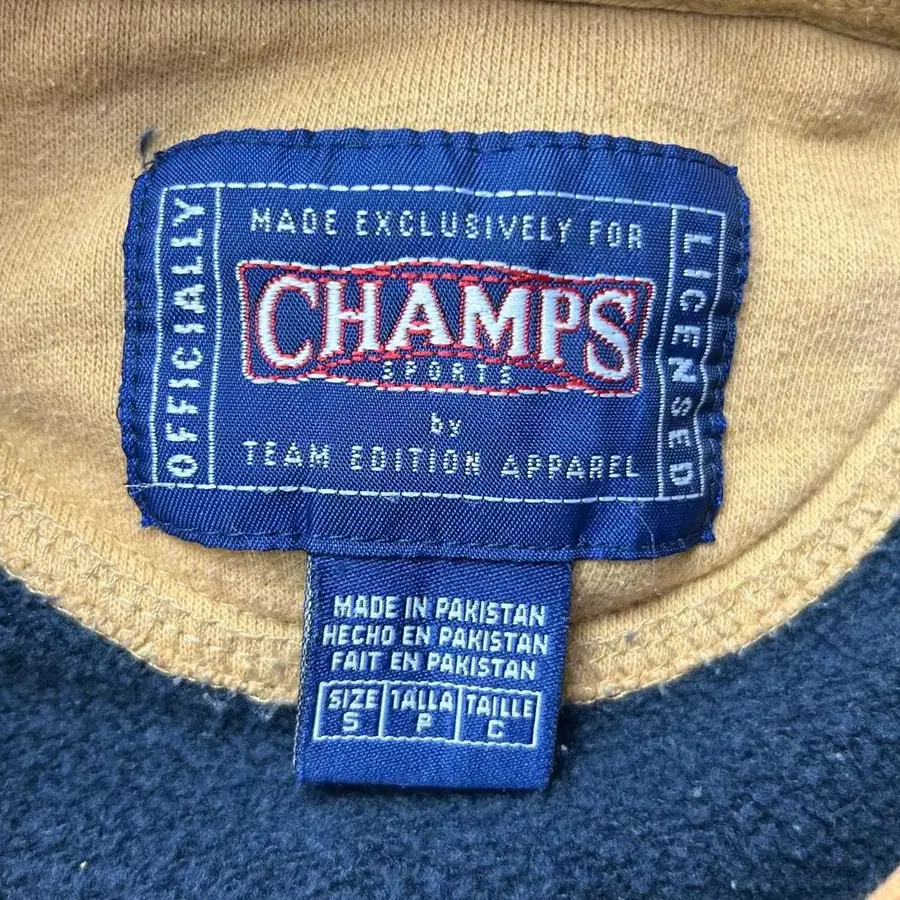 OFFICIALLY
MADE EXCLUSIVELY FOR
CHAMPS
SPORTS
by
TEAM EDITION APPAREL
LICENSED
MADE IN PAKISTAN
HECHO EN PAKISTAN
FAIT EN PAKISTAN
SIZE TALLA TAILLE
S P C